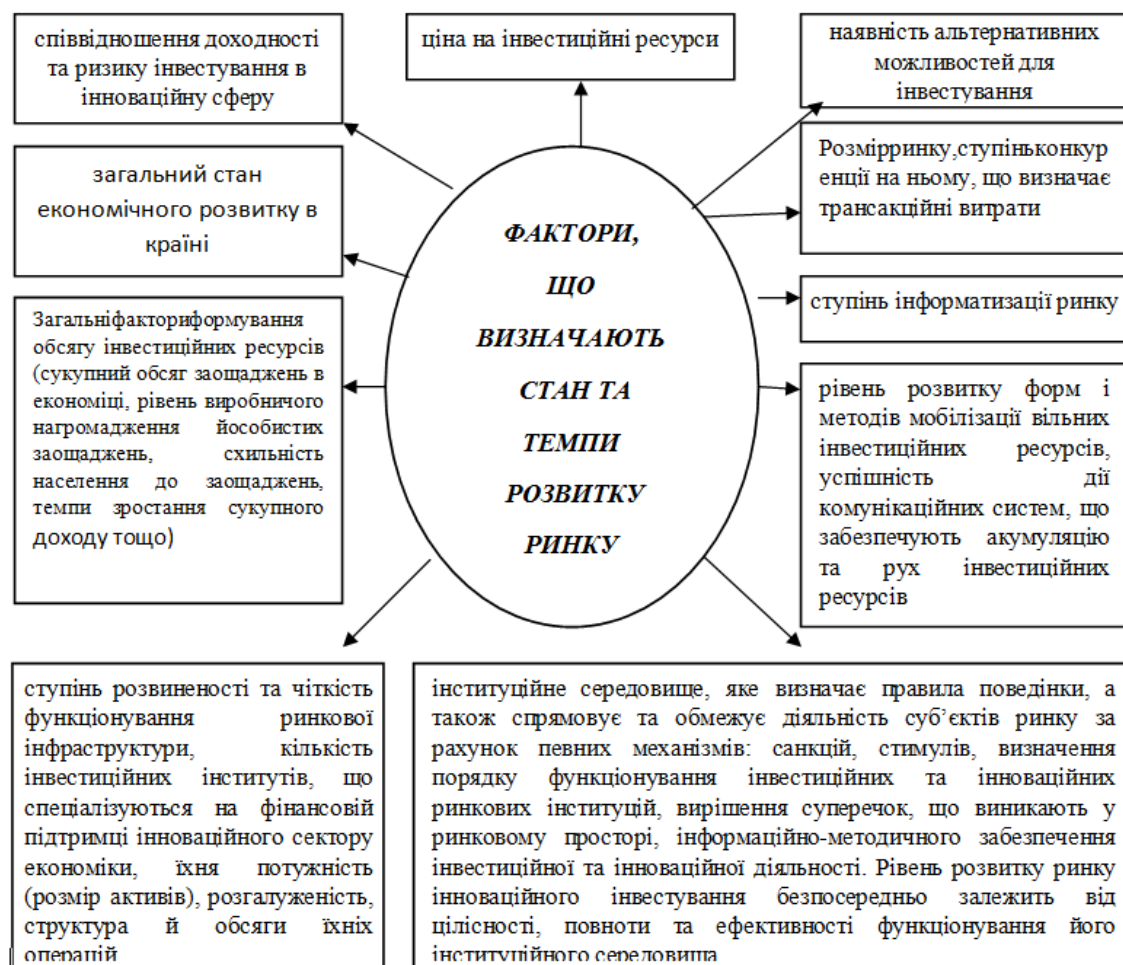 співвідношення доходності
та ризику інвестування в
інноваційну сферу
ціна на інвестиційні ресурси
наявність альтернативних
можливостей для
інвестування
загальний стан
економічного розвитку в
країні
Розмірринку,ступіньконкур
енції на ньому, що визначає
трансакційні витрати
ФАКТОРИ,
ЩО
ВИЗНАЧАЮТЬ
СТАН ТА
ТЕМПИ
РОЗВИТКУ
РИНКУ
ступінь інформатизації ринку
Загальніфакториформування
обсягу інвестиційних ресурсів
(сукупний обсяг заощаджень в
економіці, рівень виробничого
нагромадження йособистих
заощаджень, схильність
населення до заощаджень,
темпи зростання сукупного
доходу тощо)
рівень розвитку форм і
методів мобілізації вільних
інвестиційних ресурсів,
успішність дії
комунікаційних систем, що
забезпечують акумуляцію
та рух інвестиційних
ресурсів
ступінь розвиненості та чіткість
функціонування ринкової
інфраструктури, кількість
інвестиційних інститутів, що
спеціалізуються на фінансовій
підтримці інноваційного сектору
економіки, їхня потужність
(розмір активів), розгалуженість,
структура й обсяги їхніх
операцій
інституційне середовище, яке визначає правила поведінки, а
також спрямовує та обмежує діяльність суб’єктів ринку за
рахунок певних механізмів: санкцій, стимулів, визначення
порядку функціонування інвестиційних та інноваційних
ринкових інституцій, вирішення суперечок, що виникають у
ринковому просторі, інформаційно-методичного забезпечення
інвестиційної та інноваційної діяльності. Рівень розвитку ринку
інноваційного інвестування безпосередньо залежить від
цілісності, повноти та ефективності функціонування його
інституційного середовища